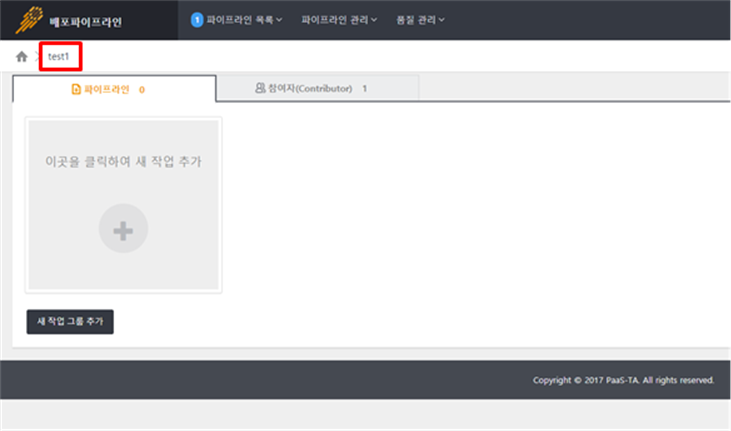 배포파이프라인
1 파이프라인 목록 파이프라인 관리 품질 관리
test1
파이프라인 0 참여자(Contributor) 1
이곳을 클릭하여 새 작업 추가
새 작업 그룹 추가
Copyright © 2017 PaaS-TA. All rights reserved.